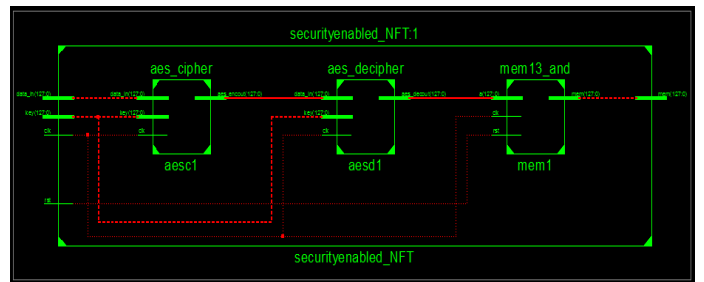 securityenabled_NFT:1
aes_cipher
aes_decipher
mem13_and
data_in(127:0)
data_in(127:0)
aes_encout(127:0)
data_in(127:0)
aes_decout(127:0)
a(127:0)
mem(127:0)
mem(127:0)
key(127:0)
key(127:0)
key(127:0)
clk
clk
clk
clk
rst
aesc1
aesd1
mem1
rst
securityenabled_NFT